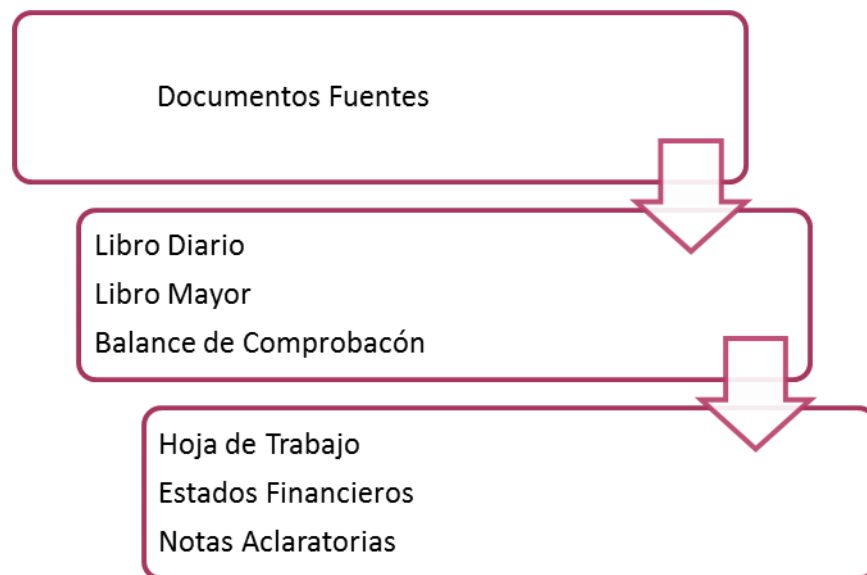 Documentos Fuentes
Libro Diario
Libro Mayor
Balance de Comprobacón
Hoja de Trabajo
Estados Financieros
Notas Aclaratorias